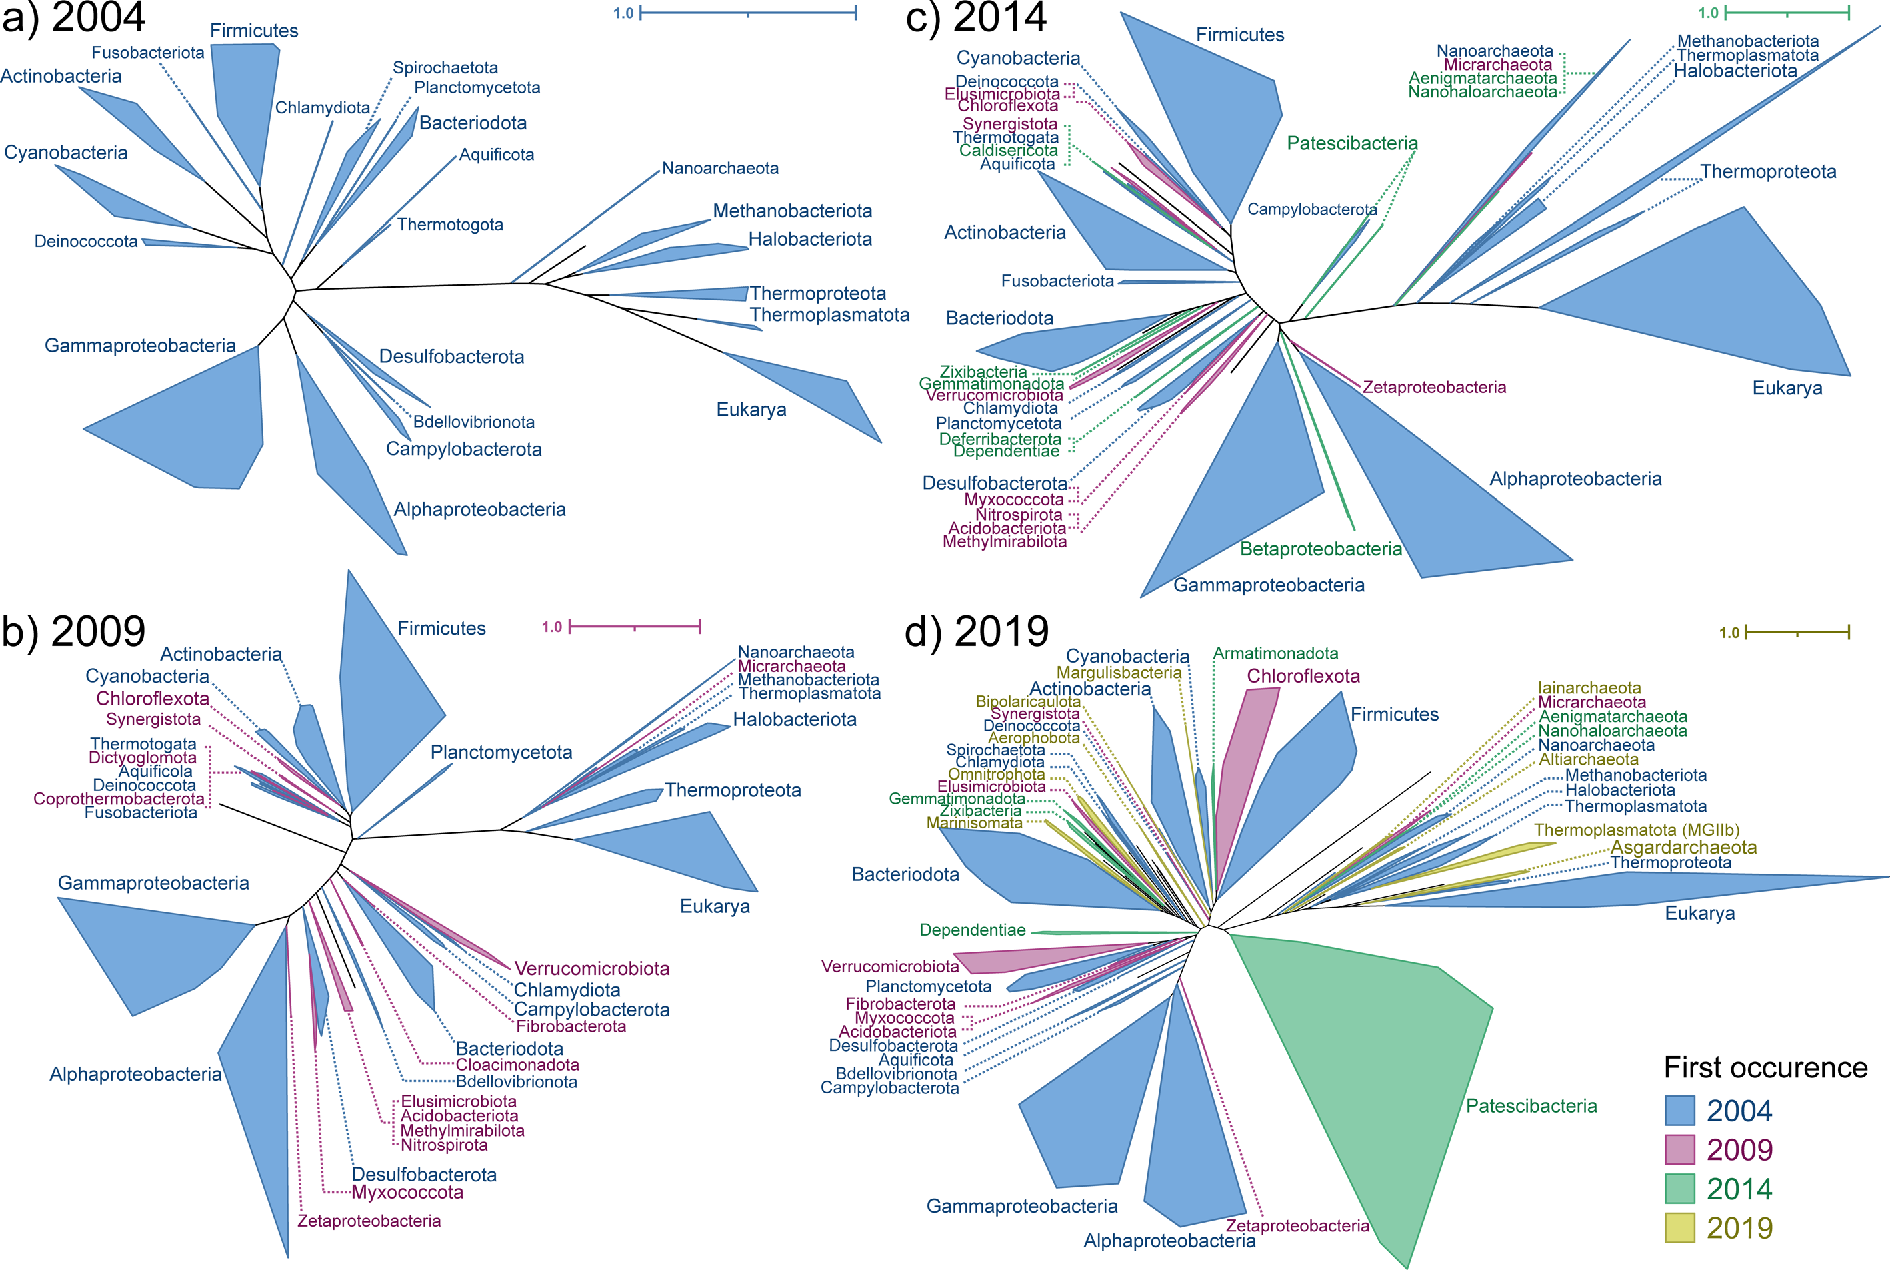 a) 2004
1.0
Firmicutes
Fusobacteriota
Actinobacteria
Spirochaetota
Planctomycetota
Chlamydiota
Bacteriodota
Cyanobacteria
Aquificota
Nanoarchaeota
Methanobacteriota
Thermotogota
Halobacteriota
Deinococcota
Thermoproteota
Thermoplasmatota
Gammaproteobacteria
Desulfobacterota
Eukarya
Bdellovibrionota
Campylobacterota
Alphaproteobacteria
b) 2009
1.0
Firmicutes
Actinobacteria
Cyanobacteria
Chloroflexota
Synergistota
Thermotogata
Dictyoglomota
Aquificola
Deinococcota
Coprothermobacterota
Fusobacteriota
Planctomycetota
Nanoarchaeota
Micrarchaeota
Methanobacteriota
Thermoplasmatota
Halobacteriota
Thermoproteota
Gammaproteobacteria
Eukarya
Verrucomicrobiota
Chlamydiota
Campylobacterota
Fibrobacterota
Bacteriodota
Cloacimonadota
Bdellovibrionota
Alphaproteobacteria
Elusimicrobiota
Acidobacteriota
Methylmirabilota
Nitrospirota
Desulfobacterota
Myxococcota
Zetaproteobacteria
c) 2014
1.0
Firmicutes
Cyanobacteria
Deinococcota
Elusimicrobiota
Chloroflexota
Synergistota
Thermotogata
Caldisericota
Aquificota
Nanoarchaeota
Micrarchaeota
Aenigmatarchaeota
Nanohaloarchaeota
Methanobacteriota
Thermoplasmatota
Halobacteriota
Patescibacteria
Thermoproteota
Campylobacterota
Actinobacteria
Fusobacteriota
Bacteriodota
Zixibacteria
Gemmatimonadota
Verrucomicrobiota
Chlamydiota
Planctomycetota
Deferribacterota
Dependentiae
Zetaproteobacteria
Eukarya
Desulfobacterota
Myxococcota
Nitrospirota
Acidobacteriota
Methylmirabilota
Alphaproteobacteria
Betaproteobacteria
Gammaproteobacteria
d) 2019
1.0
Cyanobacteria
Margulisbacteria
Actinobacteria
Bipolaricaulota
Synergistota
Deinococcota
Aerophobota
Spirochaetota
Chlamydiota
Omnitrophota
Elusimicrobiota
Gemmatimonadota
Zixibacteria
Marinisomata
Armatimonadota
Chloroflexota
Firmicutes
Iainarchaeota
Micrarchaeota
Aenigmatarchaeota
Nanohaloarchaeota
Nanoarchaeota
Altiarchaeota
Methanobacteriota
Halobacteriota
Thermoplasmatota
Thermoplasmatota (MGIIb)
Asgardarchaeota
Thermoproteota
Bacteriodota
Eukarya
Dependentiae
Verrucomicrobiota
Planctomycetota
Fibrobacterota
Myxococcota
Acidobacteriota
Desulfobacterota
Aquificota
Bdellovibrionota
Campylobacterota
Patescibacteria
Gammaproteobacteria
Zetaproteobacteria
Alphaproteobacteria
First occurence
2004
2009
2014
2019